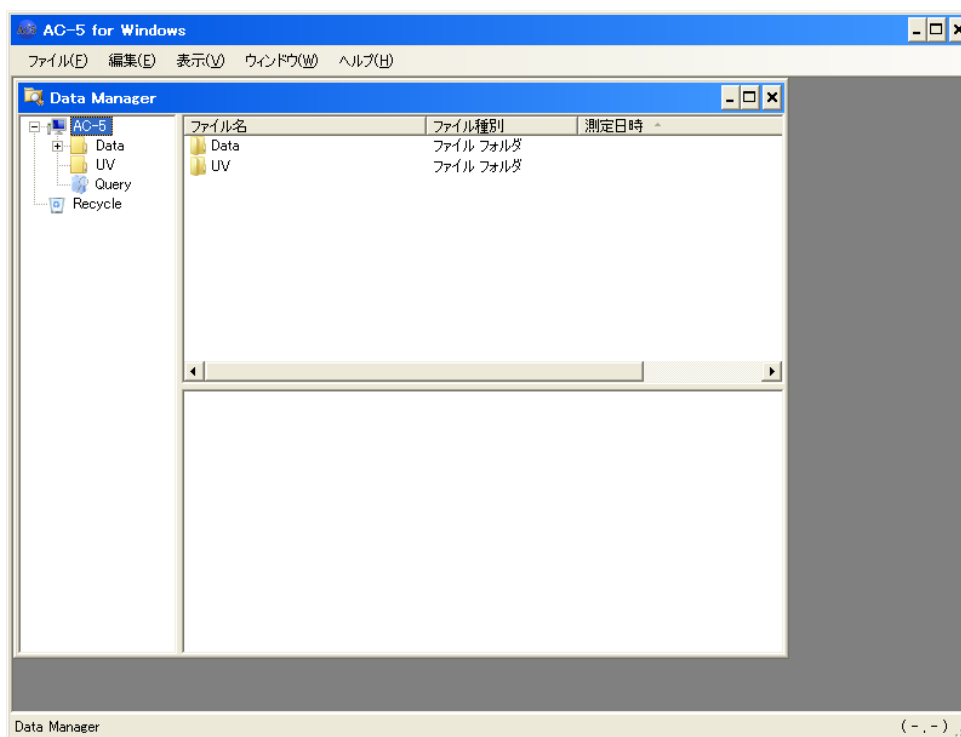 AC-5 for Windows
ファイル(F) 編集(E) 表示(V) ウィンドウ(W) ヘルプ(H)
Data Manager
AC-5
Data
UV
Query
Recycle
ファイル名 ファイル種別 測定日時
Data ファイル フォルダ
UV ファイル フォルダ
Data Manager (-,-)